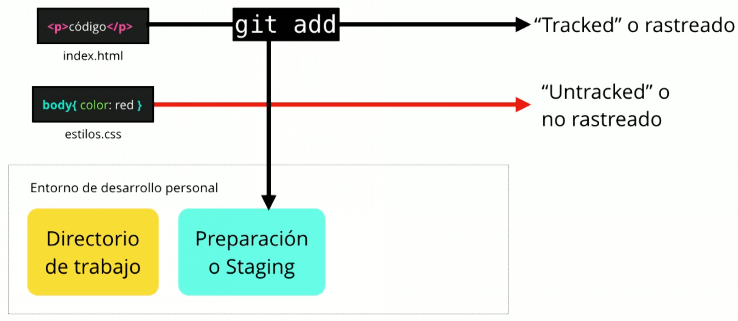 <p>código</p>
git add
“Tracked” o rastreado
index.html
body{ color: red }
“Untracked” o
no rastreado
estilos.css
Entorno de desarrollo personal
Directorio
de trabajo
Preparación
o Staging